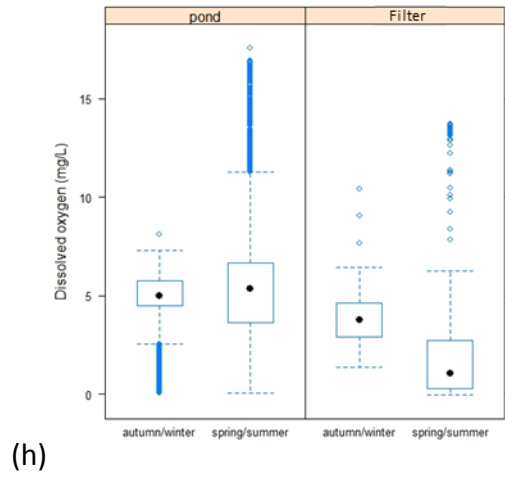 pond Filter
Dissolved oxygen (mg/L)
15
10
5
0
autumn/winter spring/summer autumn/winter spring/summer
(h)